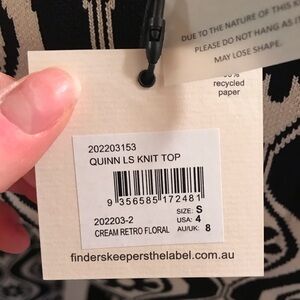 DUE TO THE NATURE OF THIS
PLEASE DO NOT HANG AS IT
MAY LOSE SHAPE.
recycled
paper
202203153
QUINN LS KNIT TOP
9 356585 172481
202203-2
CREAM RETRO FLORAL
SIZE: S
USA: 4
AU/UK: 8
finderskeepersthelabel.com.au